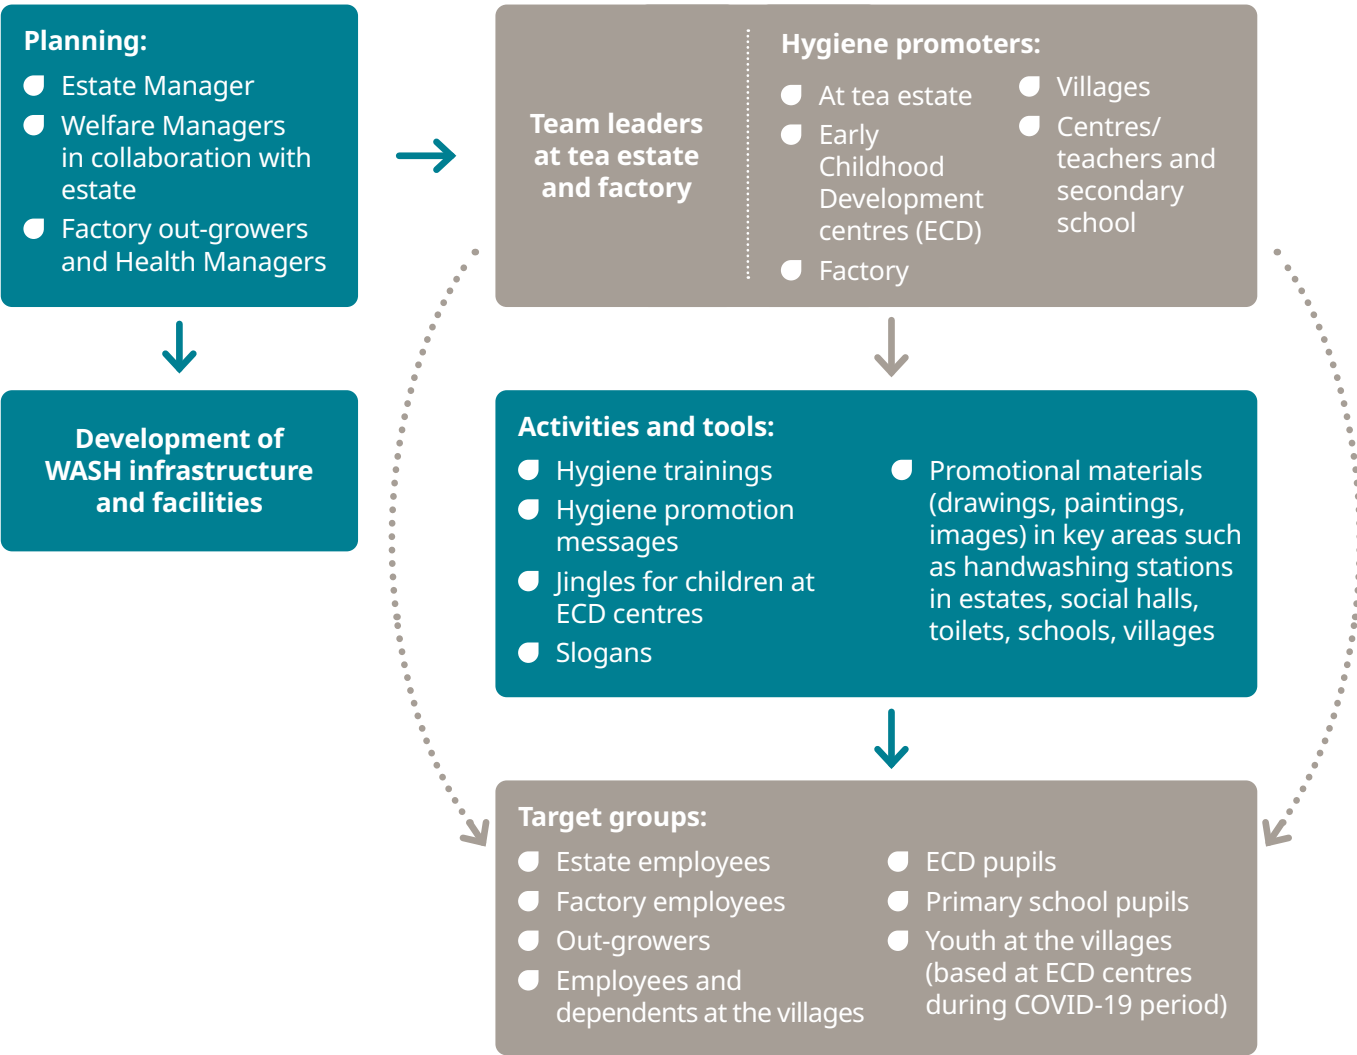 Planning:
Estate Manager
Welfare Managers
in collaboration with
estate
Factory out-growers
and Health Managers
Development of
WASH infrastructure
and facilities
Team leaders
at tea estate
and factory
Hygiene promoters:
At tea estate
Early
Childhood
Development
centres (ECD)
Factory
Villages
Centres/
teachers and
secondary
school
Activities and tools:
Hygiene trainings
Hygiene promotion
messages
Jingles for children at
ECD centres
Slogans
Promotional materials
(drawings, paintings,
images) in key areas such
as handwashing stations
in estates, social halls,
toilets, schools, villages
Target groups:
Estate employees
Factory employees
Out-growers
Employees and
dependents at the villages
ECD pupils
Primary school pupils
Youth at the villages
(based at ECD centres
during COVID-19 period)